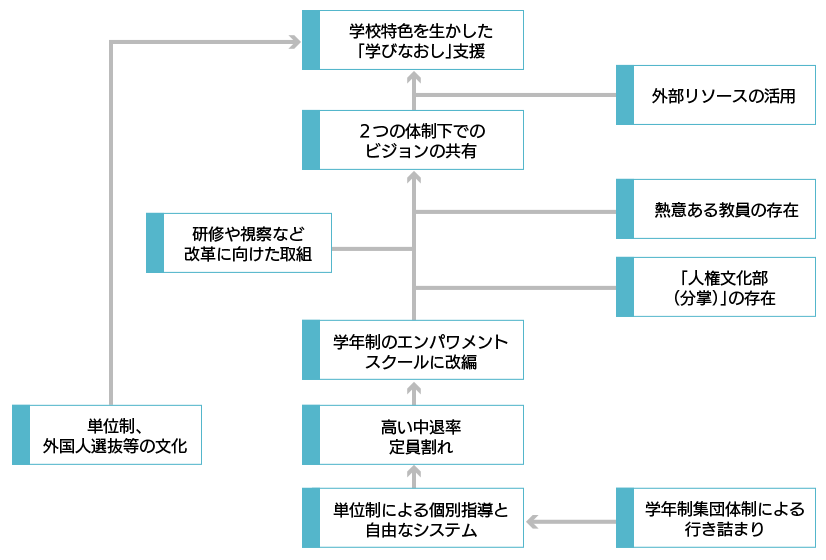 学校特色を生かした
「学びなおし」支援
外部リソースの活用
２つの体制下での
ビジョンの共有
熱意ある教員の存在
研修や視察など
改革に向けた取組
「人権文化部
（分掌）」の存在
学年制のエンパワメント
スクールに改編
単位制、
外国人選抜等の文化
高い中退率
定員割れ
単位制による個別指導と
自由なシステム
学年制集団体制による
行き詰まり